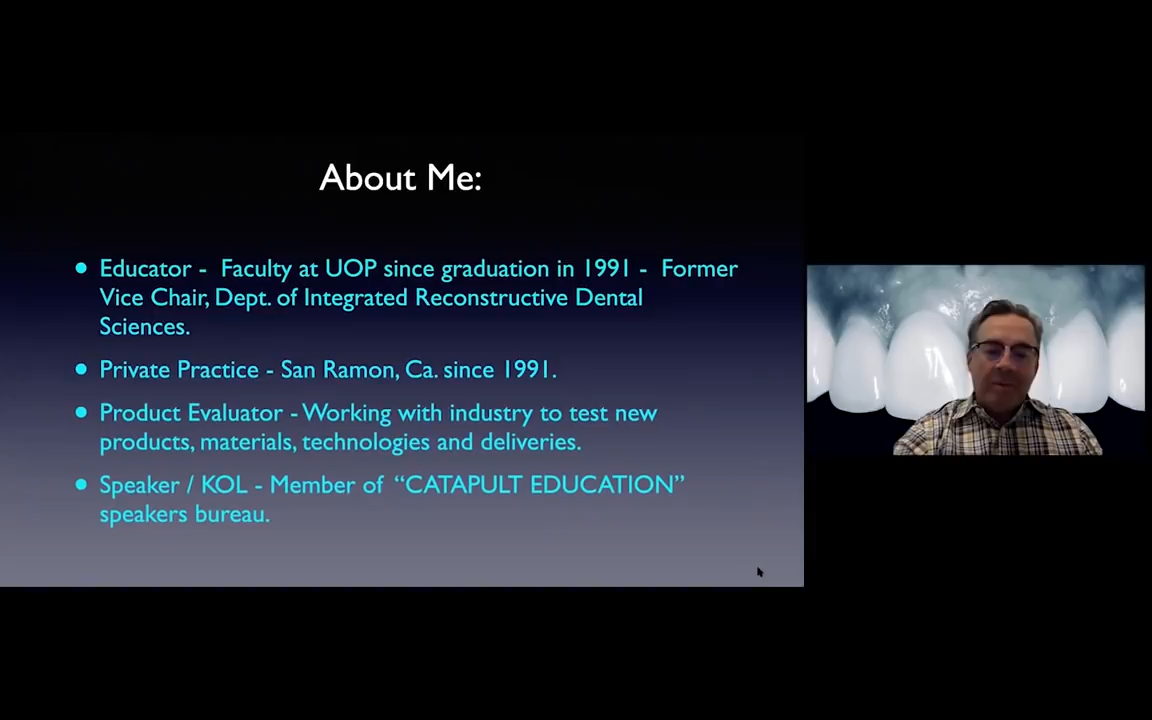 About Me:
• Educator - Faculty at UOP since graduation in 1991 - Former
Vice Chair, Dept. of Integrated Reconstructive Dental
Sciences.
• Private Practice - San Ramon, Ca. since 1991.
• Product Evaluator - Working with industry to test new
products, materials, technologies and deliveries.
• Speaker / KOL - Member of “CATAPULT EDUCATION”
speakers bureau.